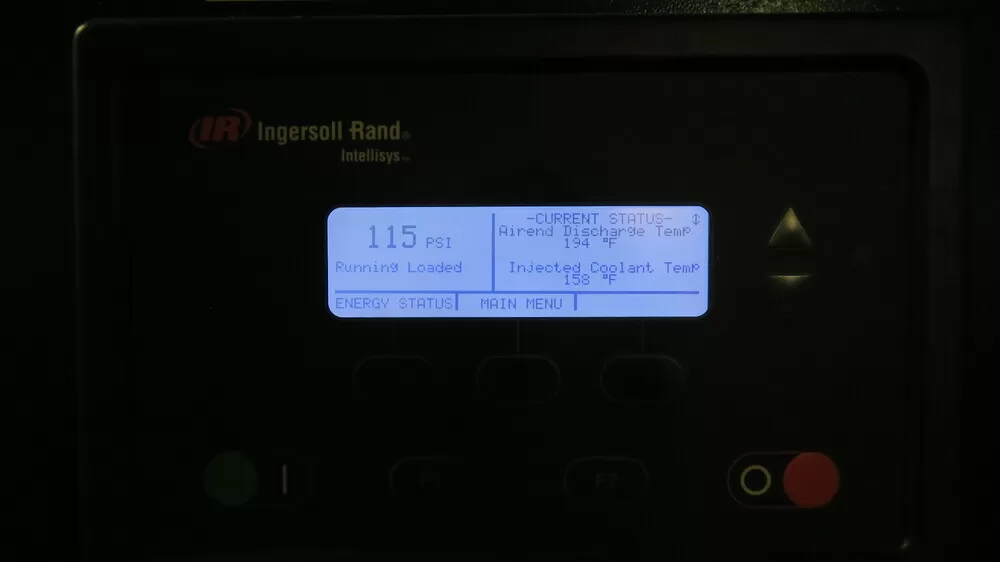 IR Ingersoll Rand®
Intellisys™
115 PSI
Running Loaded
-CURRENT STATUS-
Airend Discharge Temp
194 °F
Injected Coolant Temp
158 °F
ENERGY STATUS
MAIN MENU